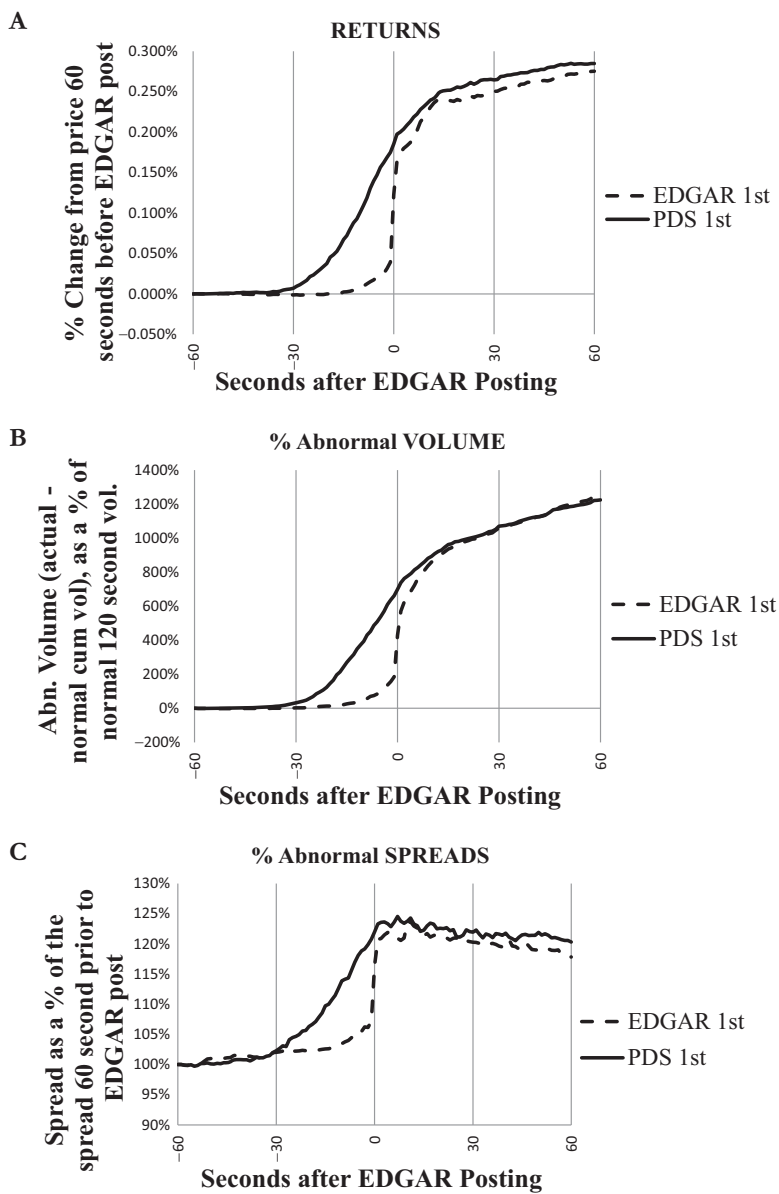 A
RETURNS
% Change from price 60
seconds before EDGAR post
0.300%
0.250%
0.200%
0.150%
0.100%
0.050%
0.000%
−0.050%
−60
−30
0
30
60
Seconds after EDGAR Posting
EDGAR 1st
PDS 1st
B
% Abnormal VOLUME
Abn. Volume (actual -
normal cum vol), as a % of
normal 120 second vol.
1400%
1200%
1000%
800%
600%
400%
200%
0%
−200%
−60
−30
0
30
60
Seconds after EDGAR Posting
EDGAR 1st
PDS 1st
C
% Abnormal SPREADS
Spread as a % of the
spread 60 second prior to
EDGAR post
130%
125%
120%
115%
110%
105%
100%
95%
90%
−60
−30
0
30
60
Seconds after EDGAR Posting
EDGAR 1st
PDS 1st